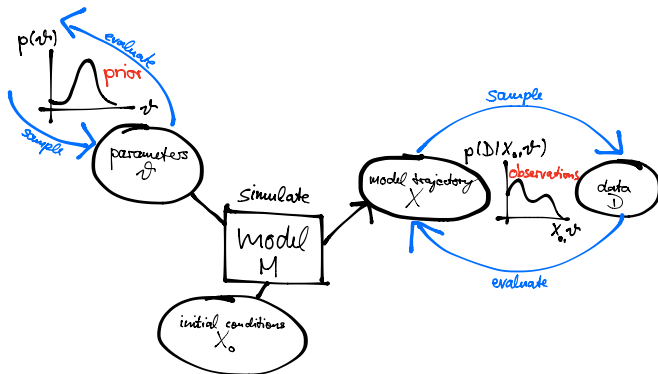 p(ϑ)
evaluate
prior
ϑ
sample
parameters
ϑ
simulate
model
M
initial conditions
X₀
model trajectory
X
sample
p(D|X₀,ϑ)
observations
X₀,ϑ
data
D
evaluate